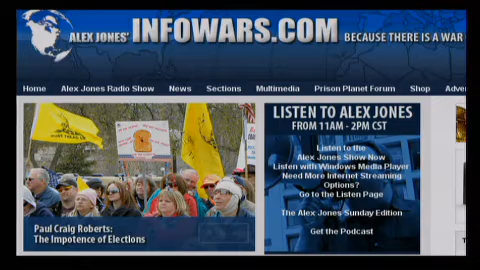 ALEX JONES' INFOWARS.COM BECAUSE THERE IS A WAR
Home Alex Jones Radio Show News Sections Multimedia Prison Planet Forum Shop Adve
Paul Craig Roberts:
The Impotence of Elections
LISTEN TO ALEX JONES
FROM 11AM - 2PM CST
Listen to the
Alex Jones Show Now
Listen with Windows Media Player
Need More Internet Streaming
Options?
Go to the Listen Page
The Alex Jones Sunday Edition
Get the Podcast
T